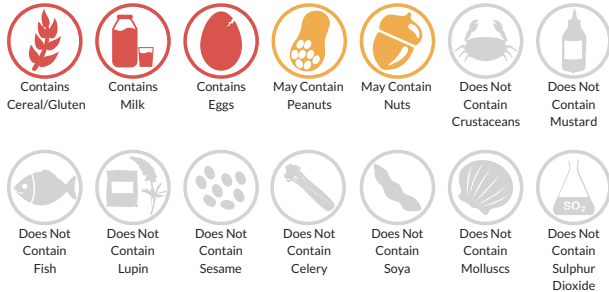 Contains
Cereal/Gluten
Contains
Milk
Contains
Eggs
May Contain
Peanuts
May Contain
Nuts
Does Not
Contain
Crustaceans
Does Not
Contain
Mustard
Does Not
Contain
Fish
Does Not
Contain
Lupin
Does Not
Contain
Sesame
Does Not
Contain
Celery
Does Not
Contain
Soya
Does Not
Contain
Molluscs
SO₂
Does Not
Contain
Sulphur
Dioxide